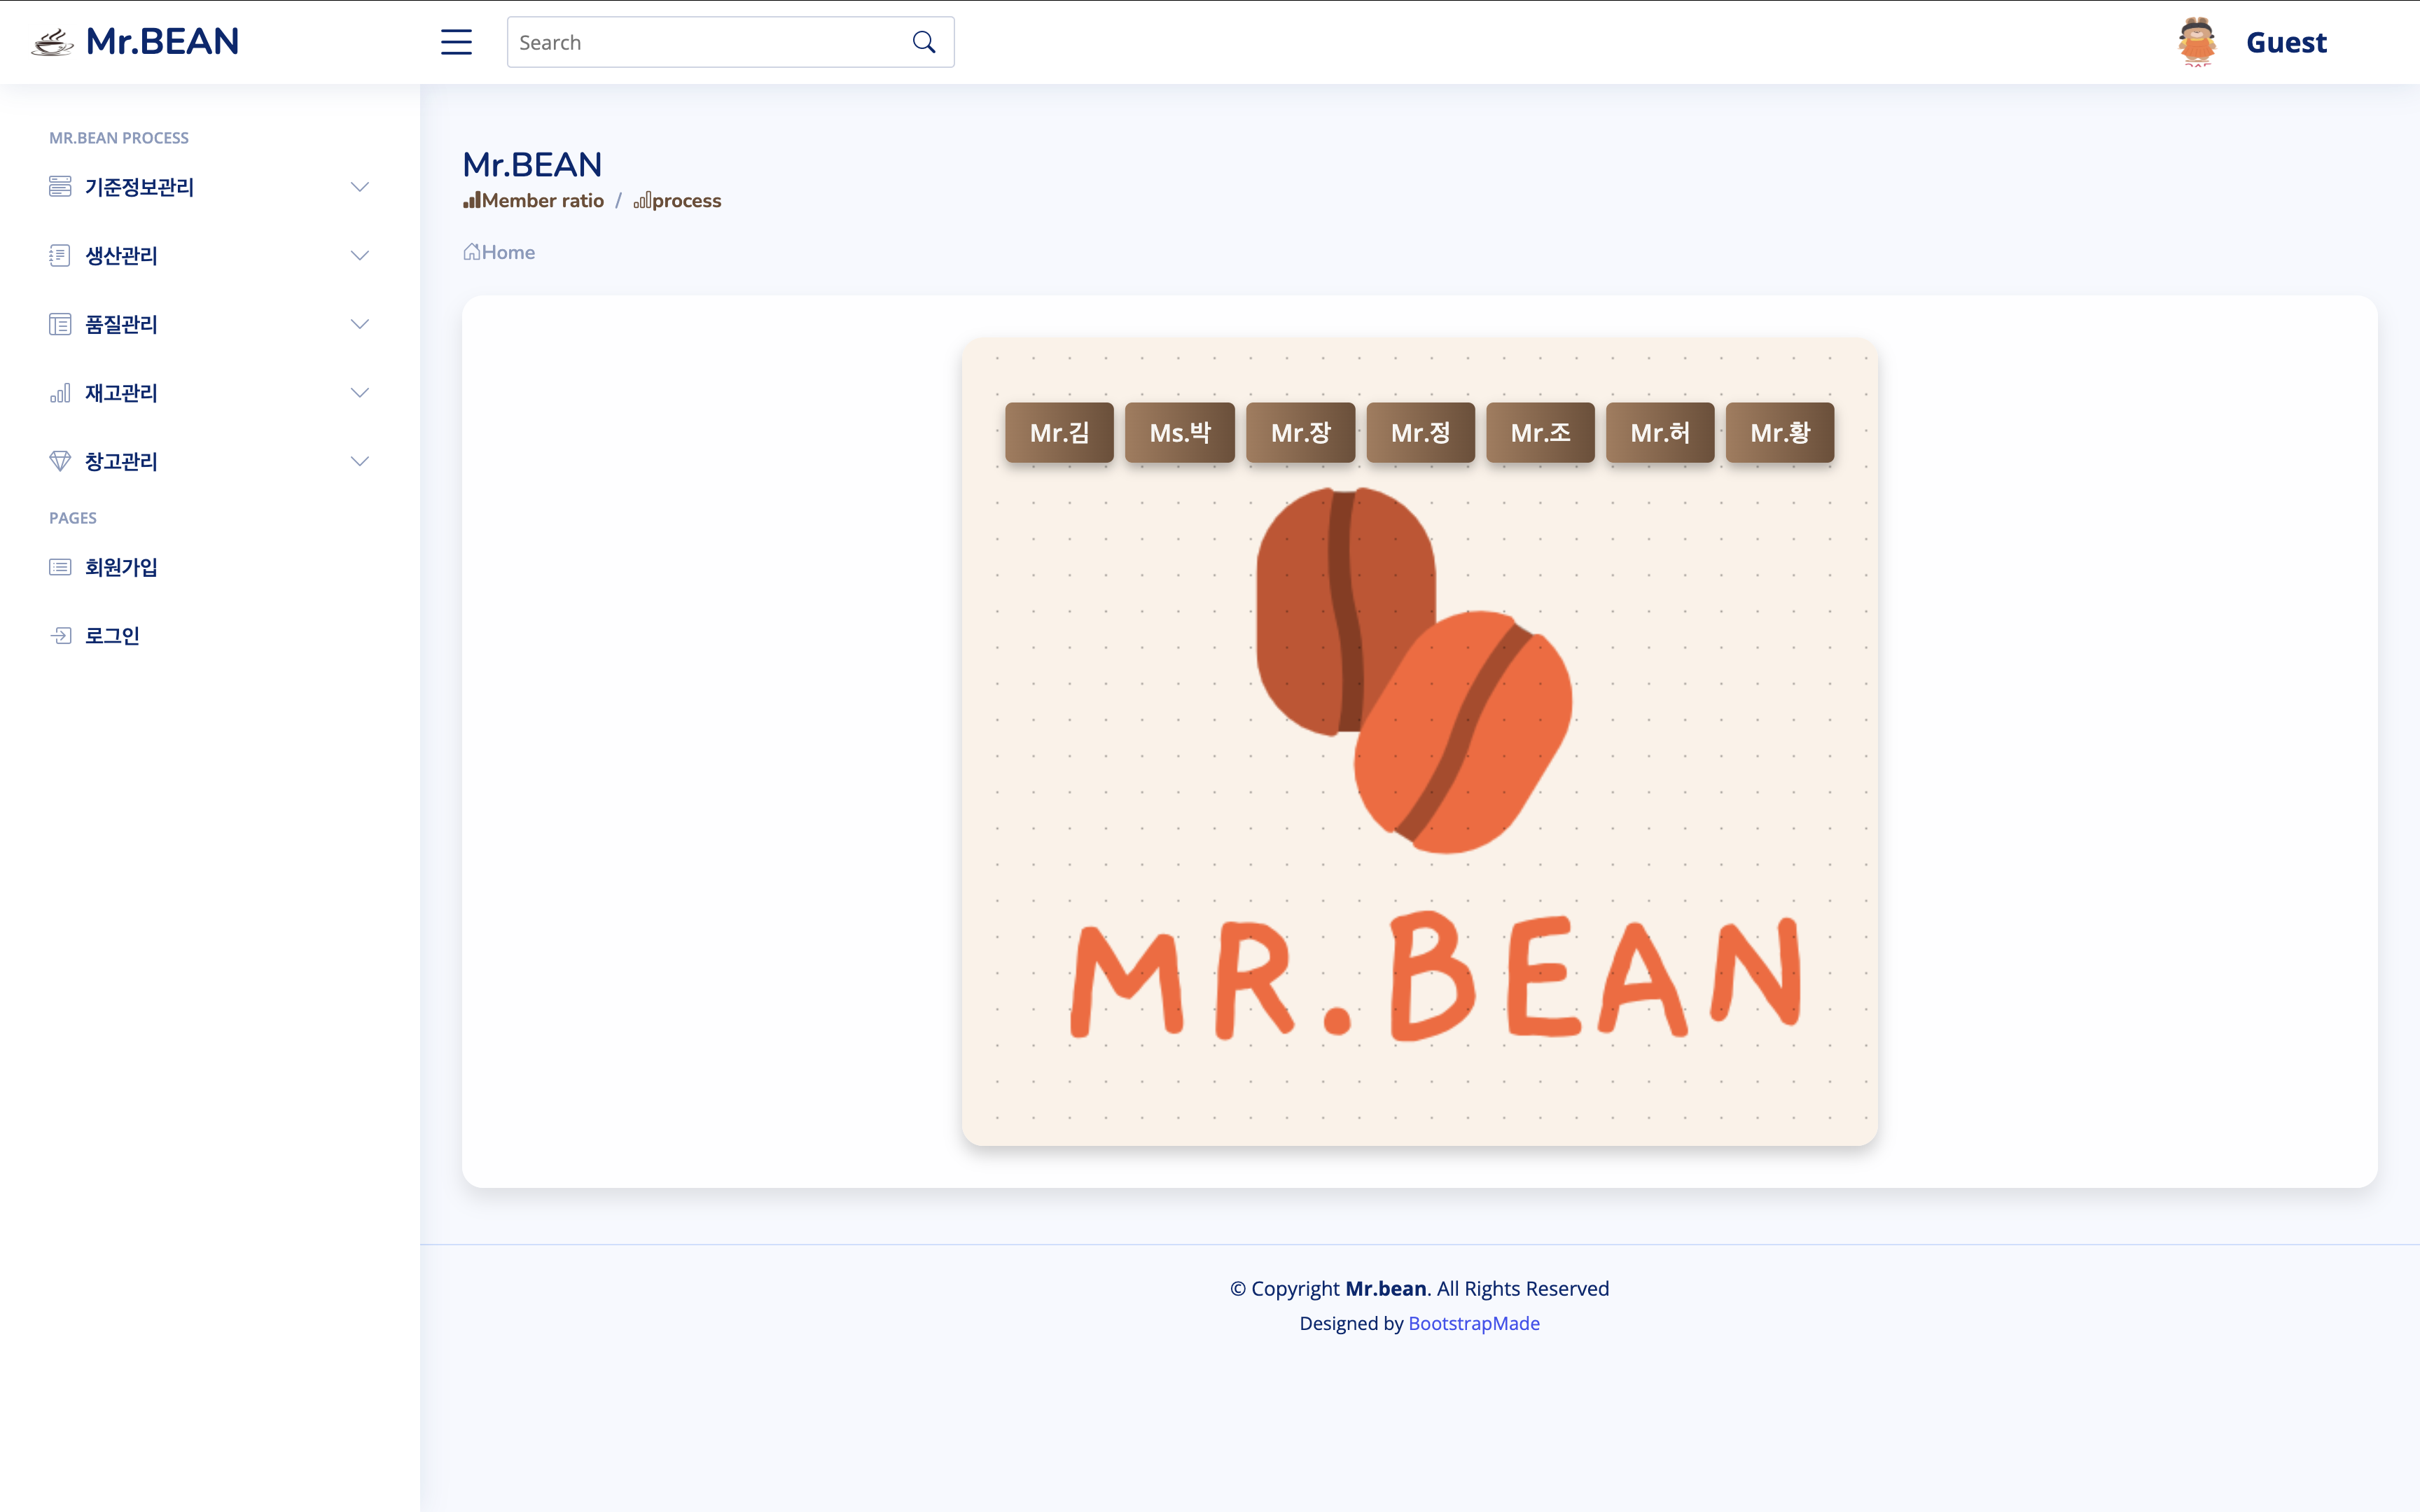 Mr.BEAN
Search
Guest
MR.BEAN PROCESS
기준정보관리
생산관리
품질관리
재고관리
창고관리
PAGES
회원가입
로그인
Mr.BEAN
Member ratio / process
Home
Mr.김 Ms.박 Mr.장 Mr.정 Mr.조 Mr.허 Mr.황
MR.BEAN
© Copyright Mr.bean. All Rights Reserved
Designed by BootstrapMade